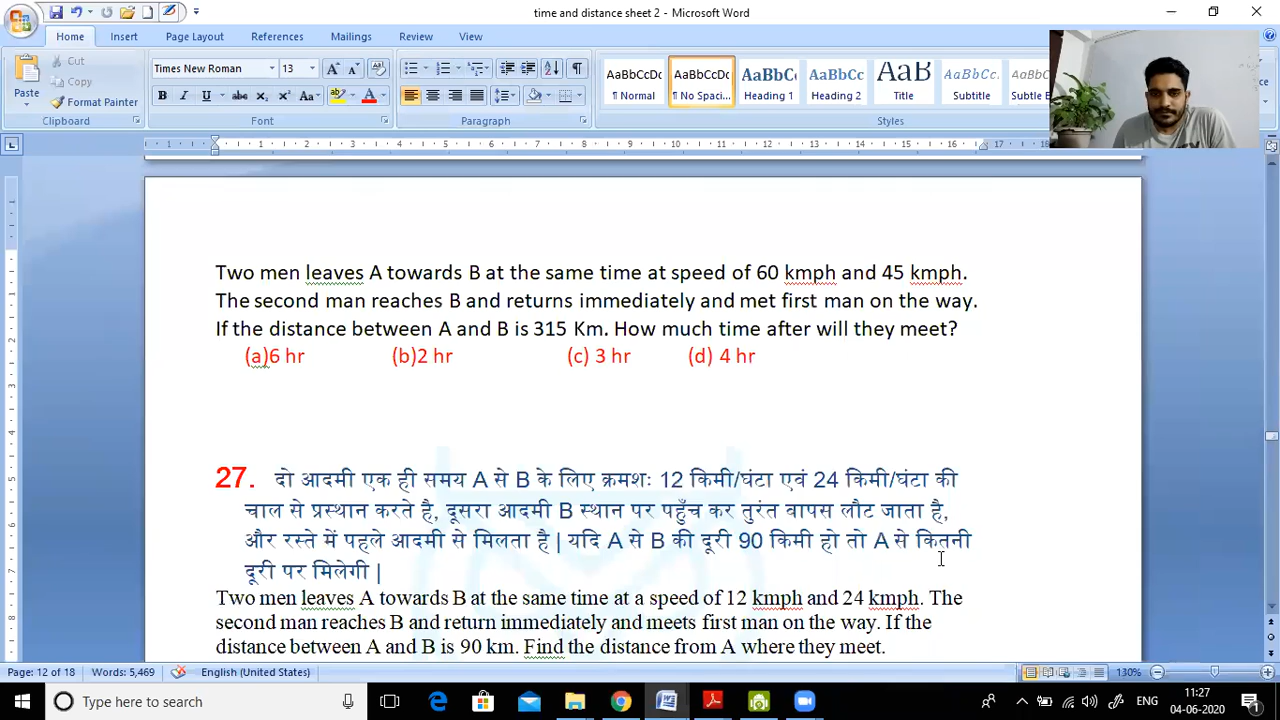 time and distance sheet 2 - Microsoft Word
Home Insert Page Layout References Mailings Review View
Cut
Copy
Format Painter
Paste
Times New Roman 13
B I U abc x₂ x² Aa A
AaBbCcDc AaBbCcDc AaBbCc AaBbCc AaB AaBbCcL AaBbCcDc
¶ Normal ¶ No Spaci... Heading 1 Heading 2 Title Subtitle Subtle E
Clipboard Font Paragraph Styles
Two men leaves A towards B at the same time at speed of 60 kmph and 45 kmph.
The second man reaches B and returns immediately and met first man on the way.
If the distance between A and B is 315 Km. How much time after will they meet?
(a)6 hr (b)2 hr (c) 3 hr (d) 4 hr
27. दो आदमी एक ही समय A से B के लिए क्रमशः 12 किमी/घंटा एवं 24 किमी/घंटा की
चाल से प्रस्थान करते है, दूसरा आदमी B स्थान पर पहुँच कर तुरंत वापस लौट जाता है,
और रस्ते में पहले आदमी से मिलता है | यदि A से B की दूरी 90 किमी हो तो A से कितनी
दूरी पर मिलेगी |
Two men leaves A towards B at the same time at a speed of 12 kmph and 24 kmph. The
second man reaches B and return immediately and meets first man on the way. If the
distance between A and B is 90 km. Find the distance from A where they meet.
Page: 12 of 18 Words: 5,469 English (United States) 130%
Type here to search
ENG
11:27
04-06-2020